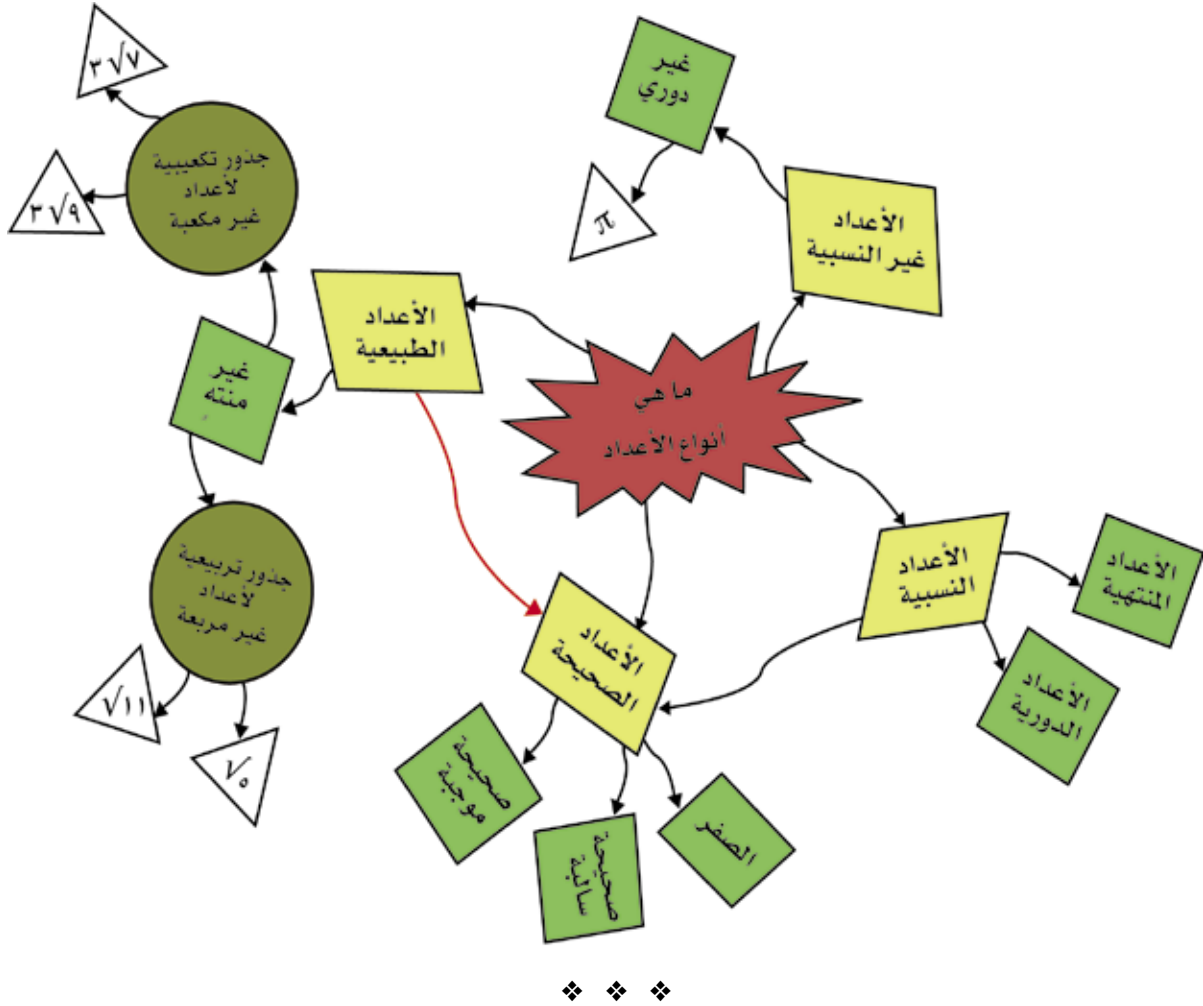 ما هي
أنواع الأعداد
الأعداد
غير النسبية
غير
دوري
π
الأعداد
النسبية
الأعداد
المنتهية
الأعداد
الدورية
الأعداد
الصحيحة
الصفر
صحيحة
سالبة
صحيحة
موجبة
الأعداد
الطبيعية
غير
منته
جذور تكعيبية
لأعداد
غير مكعبة
٣√٧
٣√٩
جذور تربيعية
لأعداد
غير مربعة
√١١
√٥